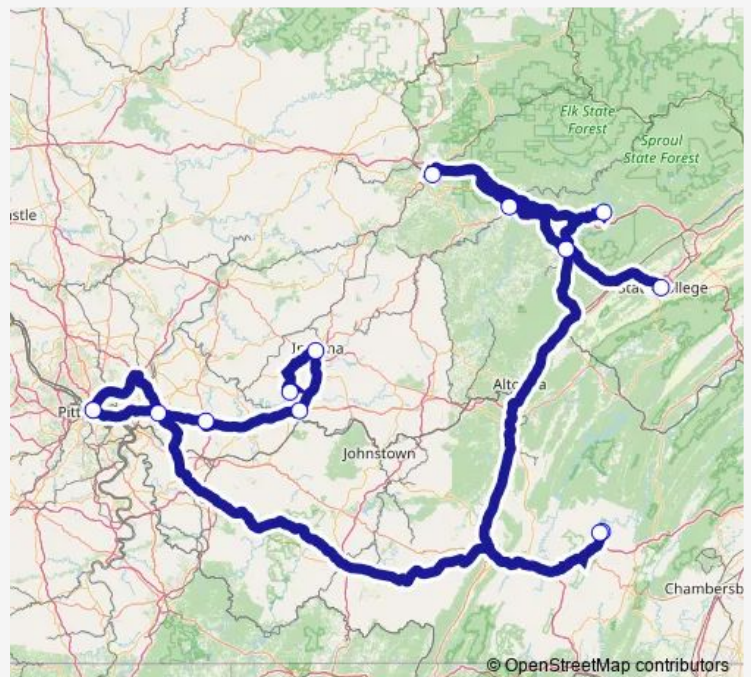 Elk State
Forest
Sproul
State Forest
astle
State College
Indiana
Altoona
Pitt
Johnstown
Chambersb
© OpenStreetMap contributors